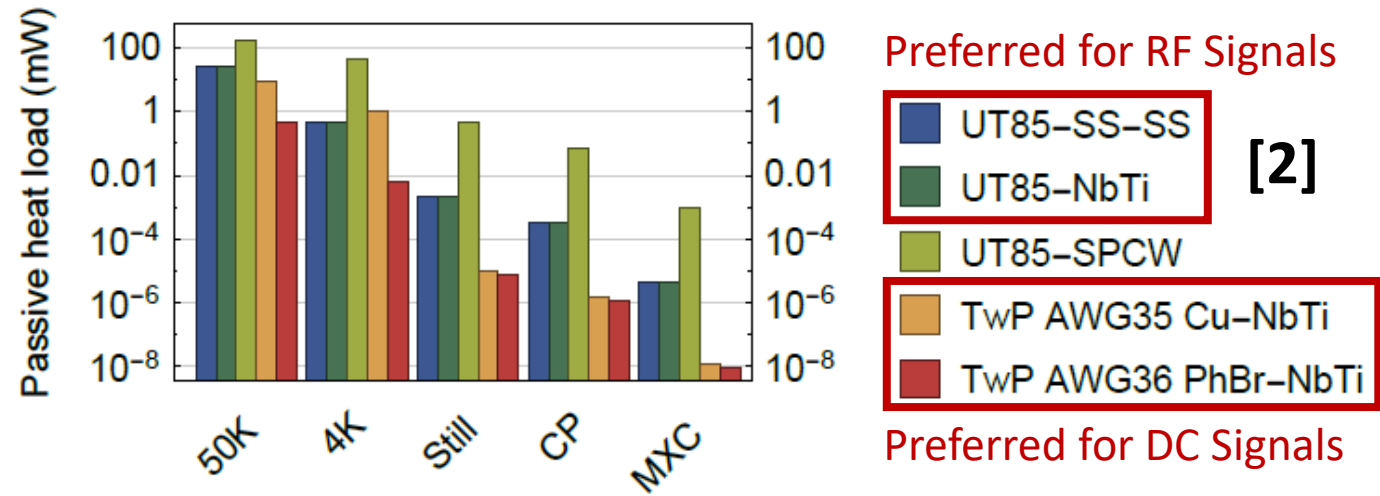 Passive heat load (mW)
100
1
0.01
10⁻⁴
10⁻⁶
10⁻⁸
100
1
0.01
10⁻⁴
10⁻⁶
10⁻⁸
50K
4K
Still
CP
MXC
Preferred for RF Signals
UT85–SS–SS
UT85–NbTi
[2]
UT85–SPCW
TwP AWG35 Cu–NbTi
TwP AWG36 PhBr–NbTi
Preferred for DC Signals